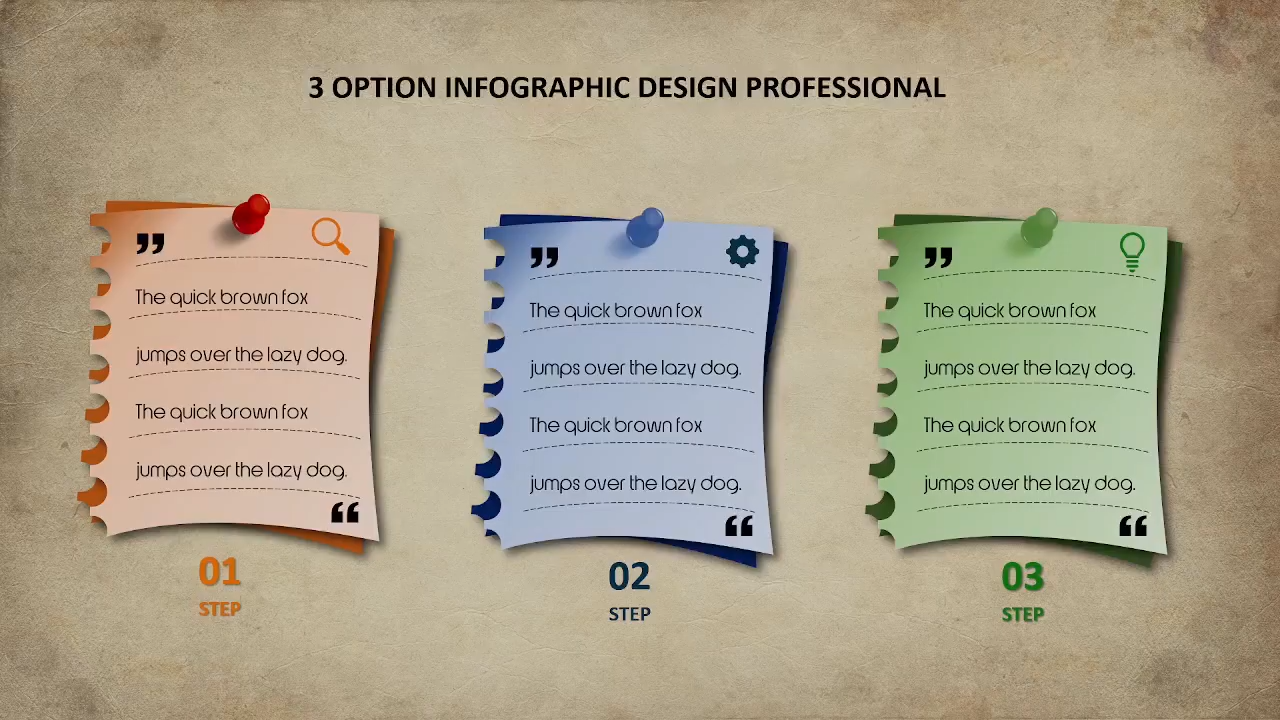 3 OPTION INFOGRAPHIC DESIGN PROFESSIONAL
”
The quick brown fox
jumps over the lazy dog.
The quick brown fox
jumps over the lazy dog.
“
01
STEP
”
The quick brown fox
jumps over the lazy dog.
The quick brown fox
jumps over the lazy dog.
“
02
STEP
”
The quick brown fox
jumps over the lazy dog.
The quick brown fox
jumps over the lazy dog.
“
03
STEP